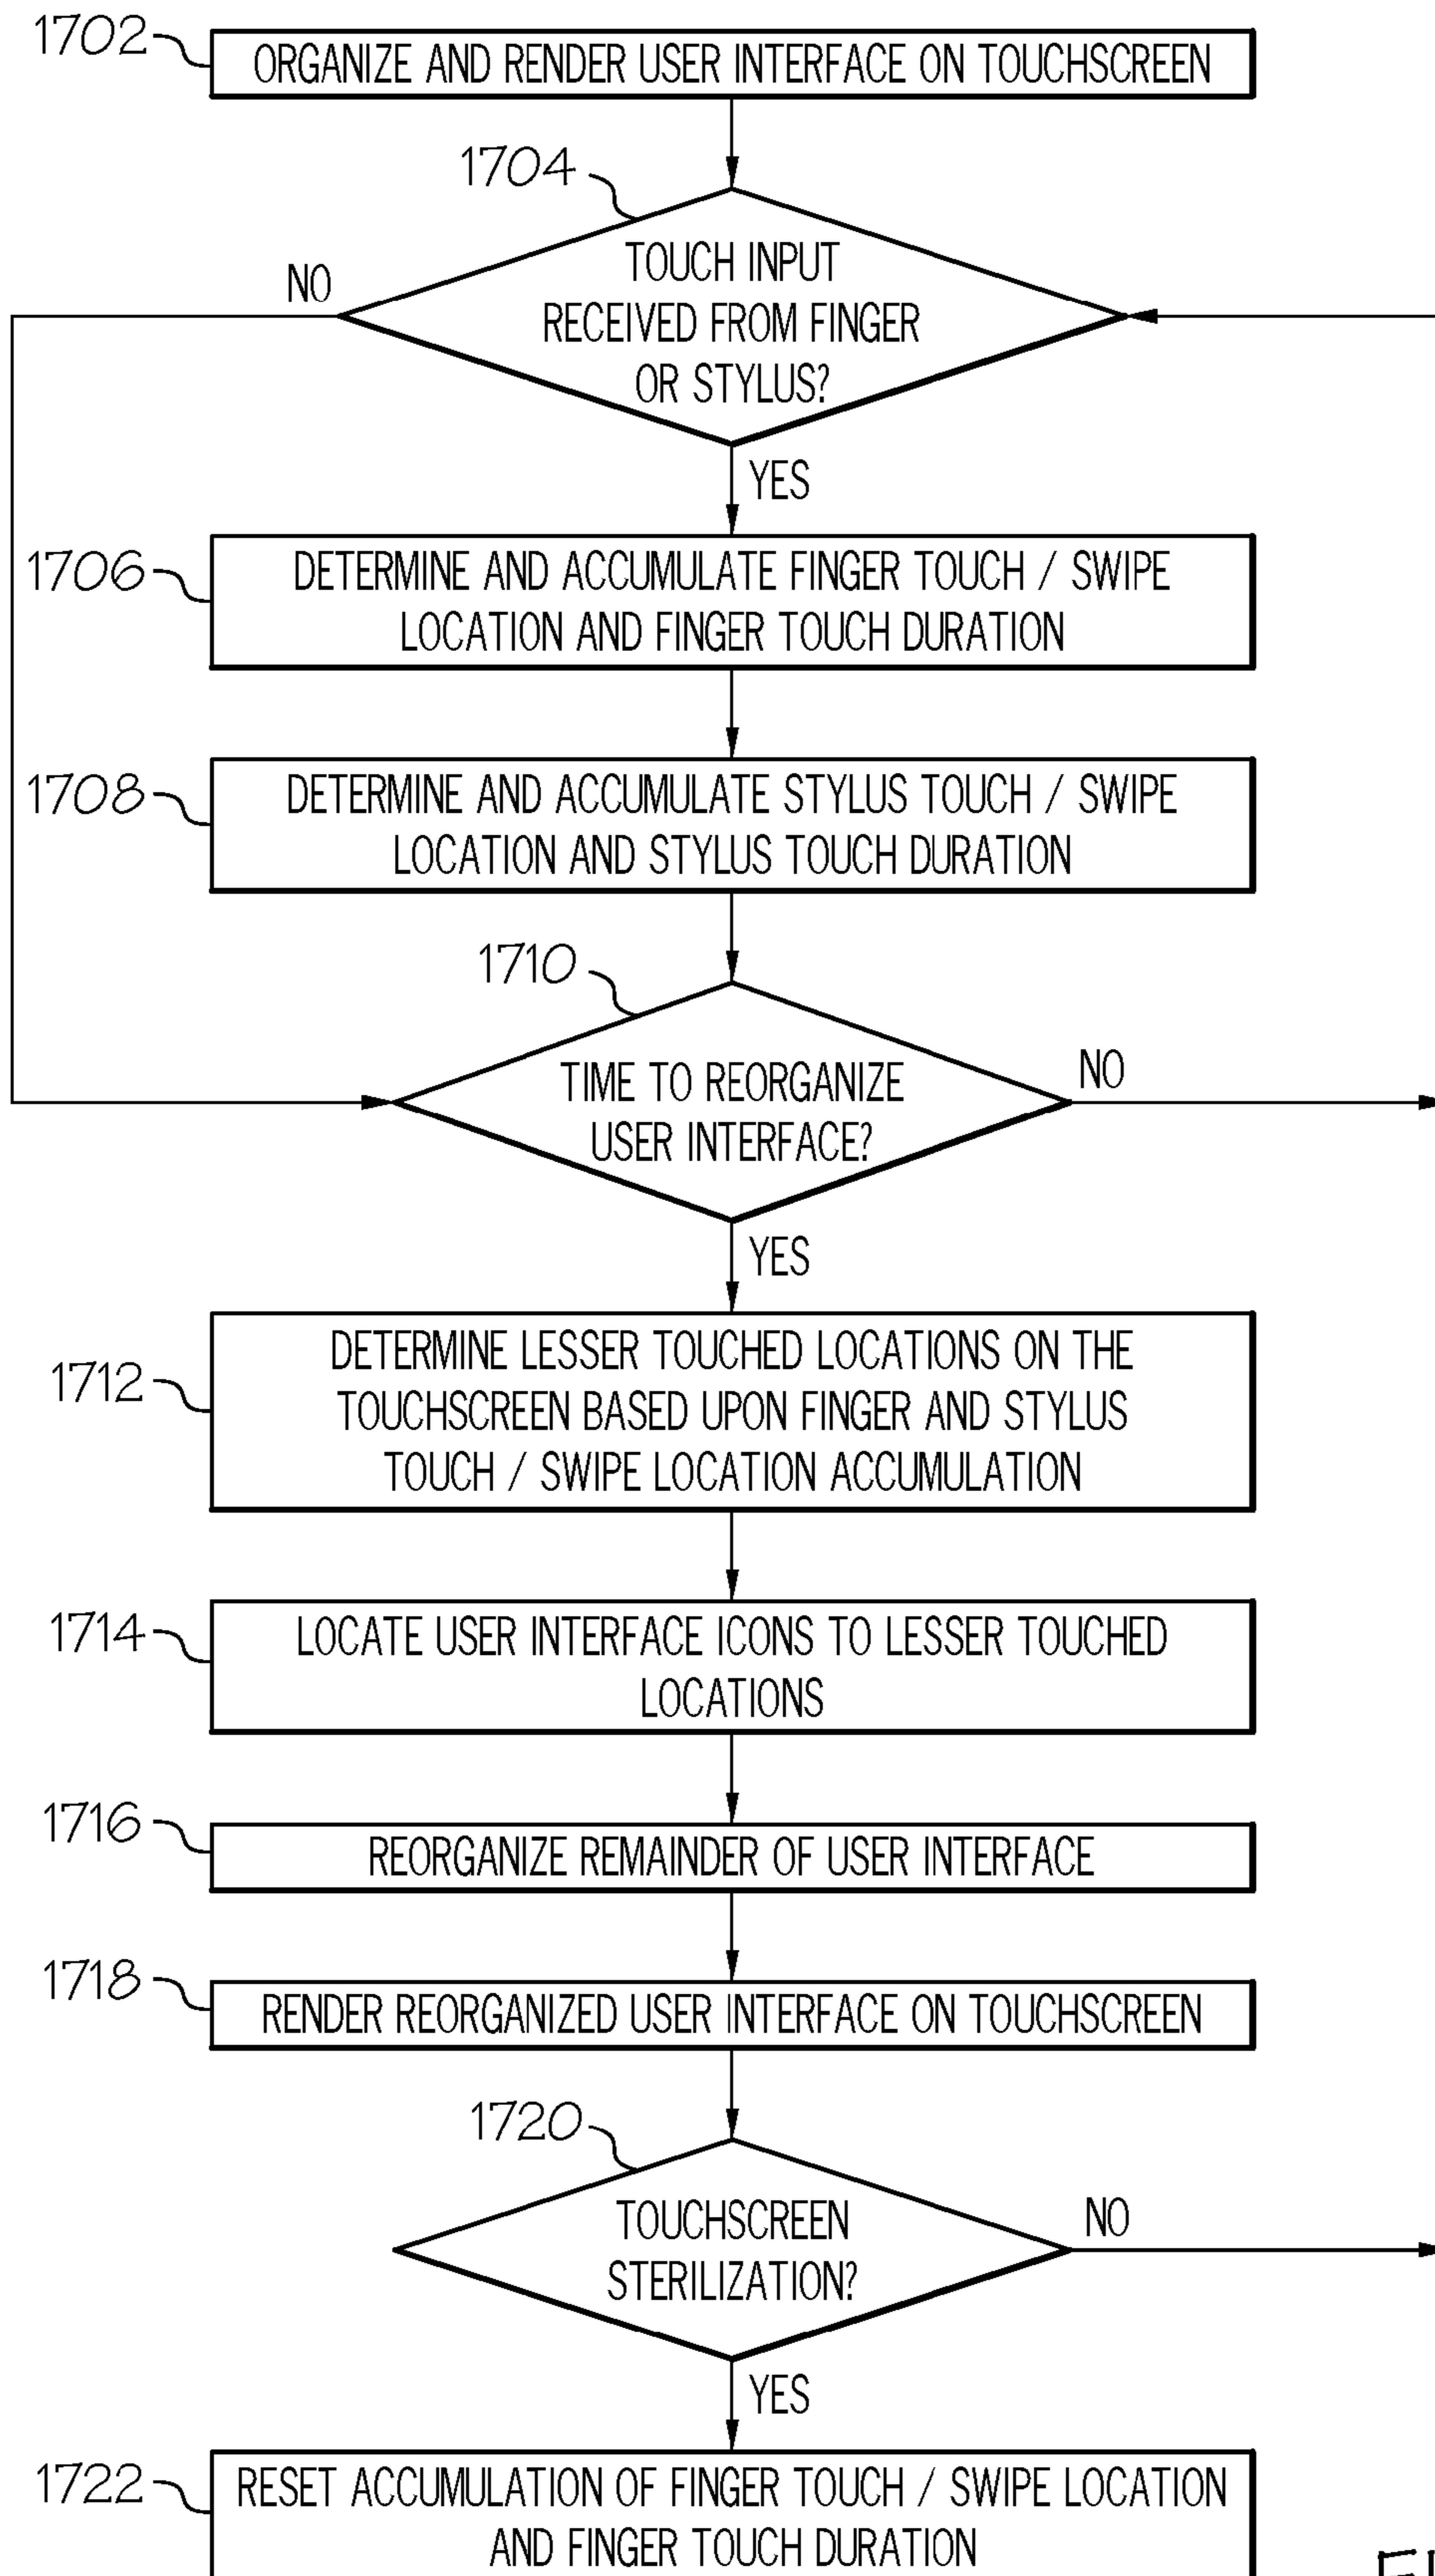 1702
ORGANIZE AND RENDER USER INTERFACE ON TOUCHSCREEN
1704
TOUCH INPUT
RECEIVED FROM FINGER
OR STYLUS?
NO
YES
1706
DETERMINE AND ACCUMULATE FINGER TOUCH / SWIPE
LOCATION AND FINGER TOUCH DURATION
1708
DETERMINE AND ACCUMULATE STYLUS TOUCH / SWIPE
LOCATION AND STYLUS TOUCH DURATION
1710
TIME TO REORGANIZE
USER INTERFACE?
NO
YES
1712
DETERMINE LESSER TOUCHED LOCATIONS ON THE
TOUCHSCREEN BASED UPON FINGER AND STYLUS
TOUCH / SWIPE LOCATION ACCUMULATION
1714
LOCATE USER INTERFACE ICONS TO LESSER TOUCHED
LOCATIONS
1716
REORGANIZE REMAINDER OF USER INTERFACE
1718
RENDER REORGANIZED USER INTERFACE ON TOUCHSCREEN
1720
TOUCHSCREEN
STERILIZATION?
NO
YES
1722
RESET ACCUMULATION OF FINGER TOUCH / SWIPE LOCATION
AND FINGER TOUCH DURATION